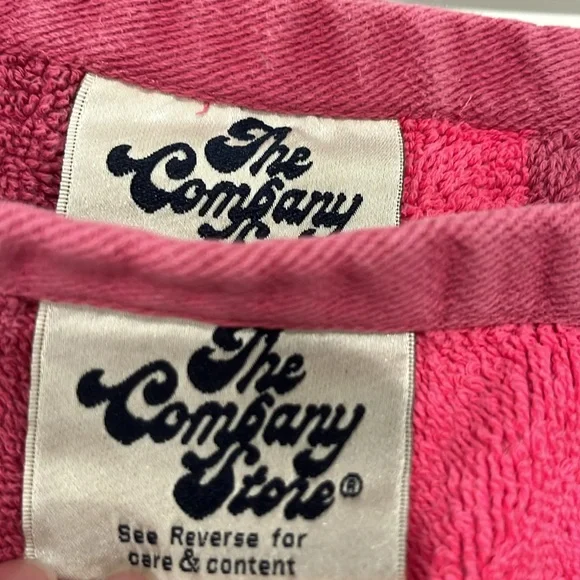 The
Company
The
Company
Store®
See Reverse for
care & content